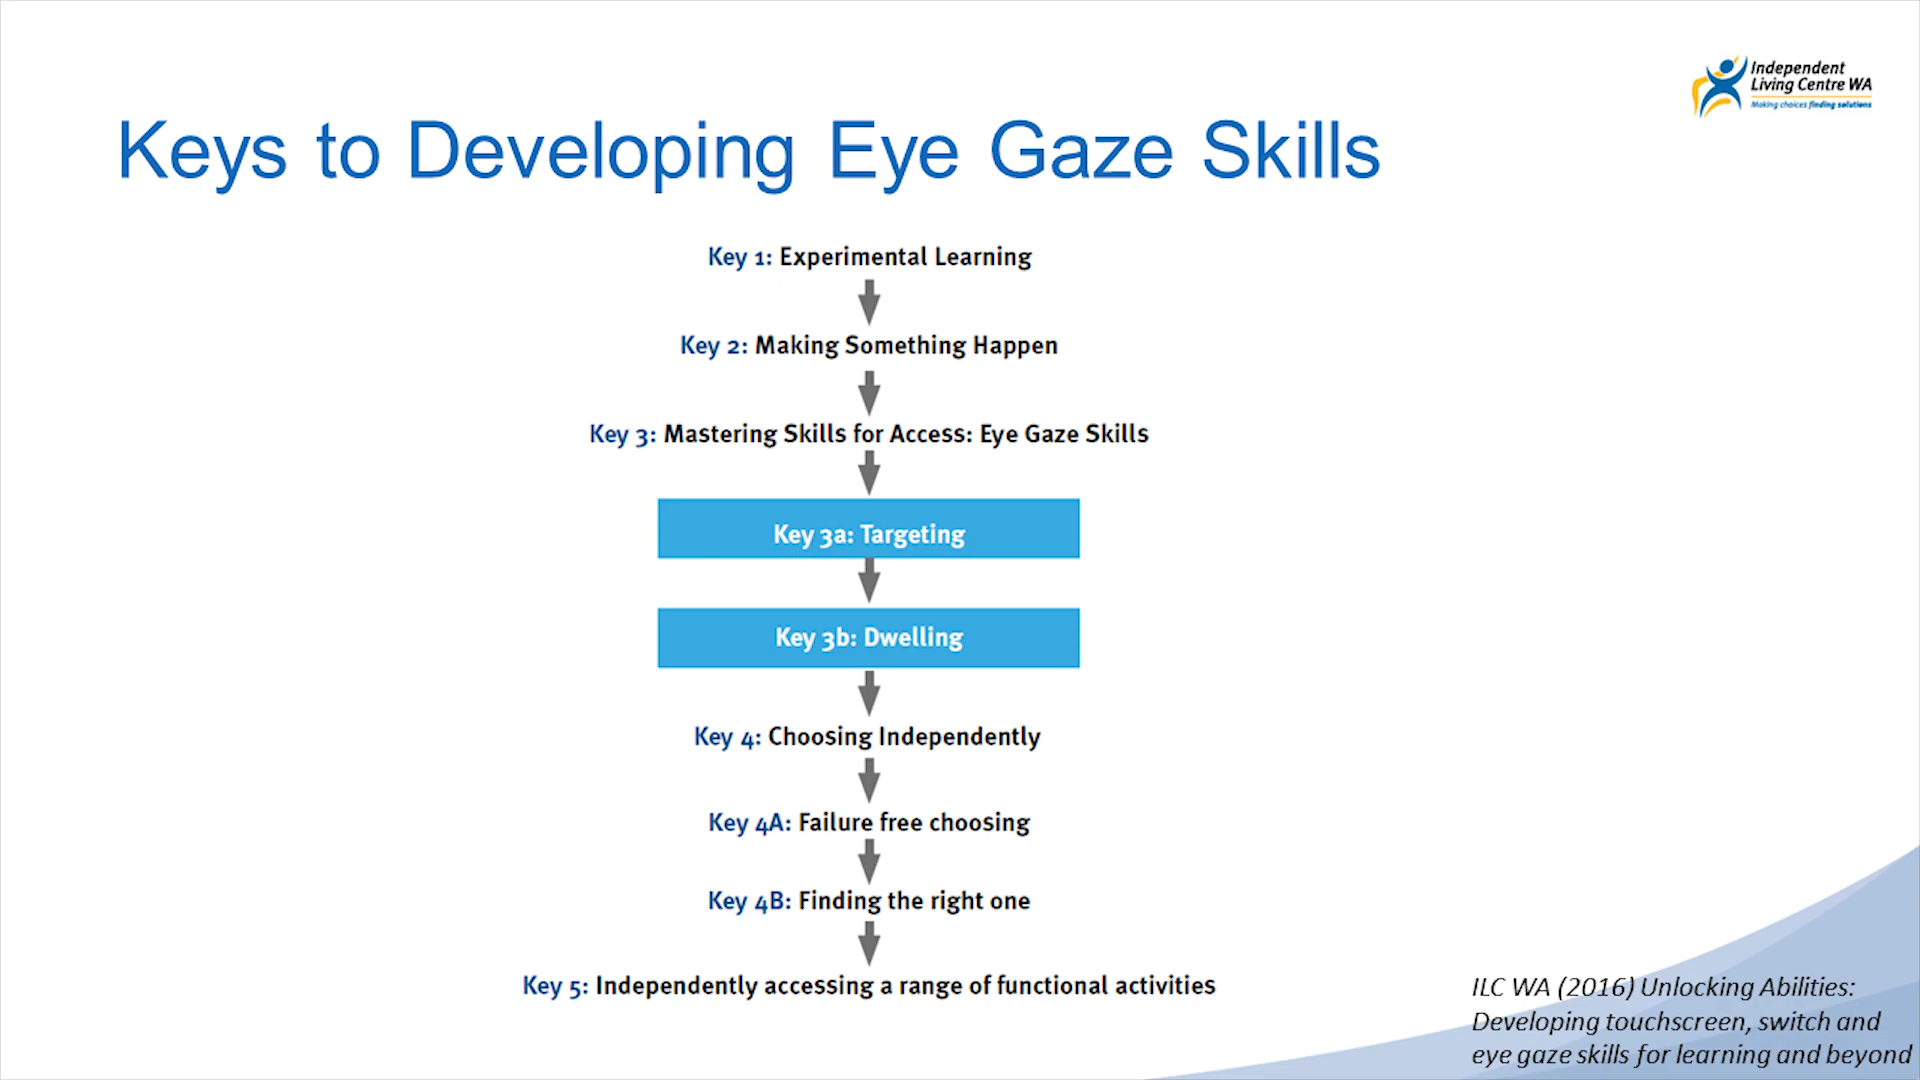 Independent
Living Centre WA
Making choices finding solutions
Keys to Developing Eye Gaze Skills
Key 1: Experimental Learning
Key 2: Making Something Happen
Key 3: Mastering Skills for Access: Eye Gaze Skills
Key 3a: Targeting
Key 3b: Dwelling
Key 4: Choosing Independently
Key 4A: Failure free choosing
Key 4B: Finding the right one
Key 5: Independently accessing a range of functional activities
ILC WA (2016) Unlocking Abilities:
Developing touchscreen, switch and
eye gaze skills for learning and beyond